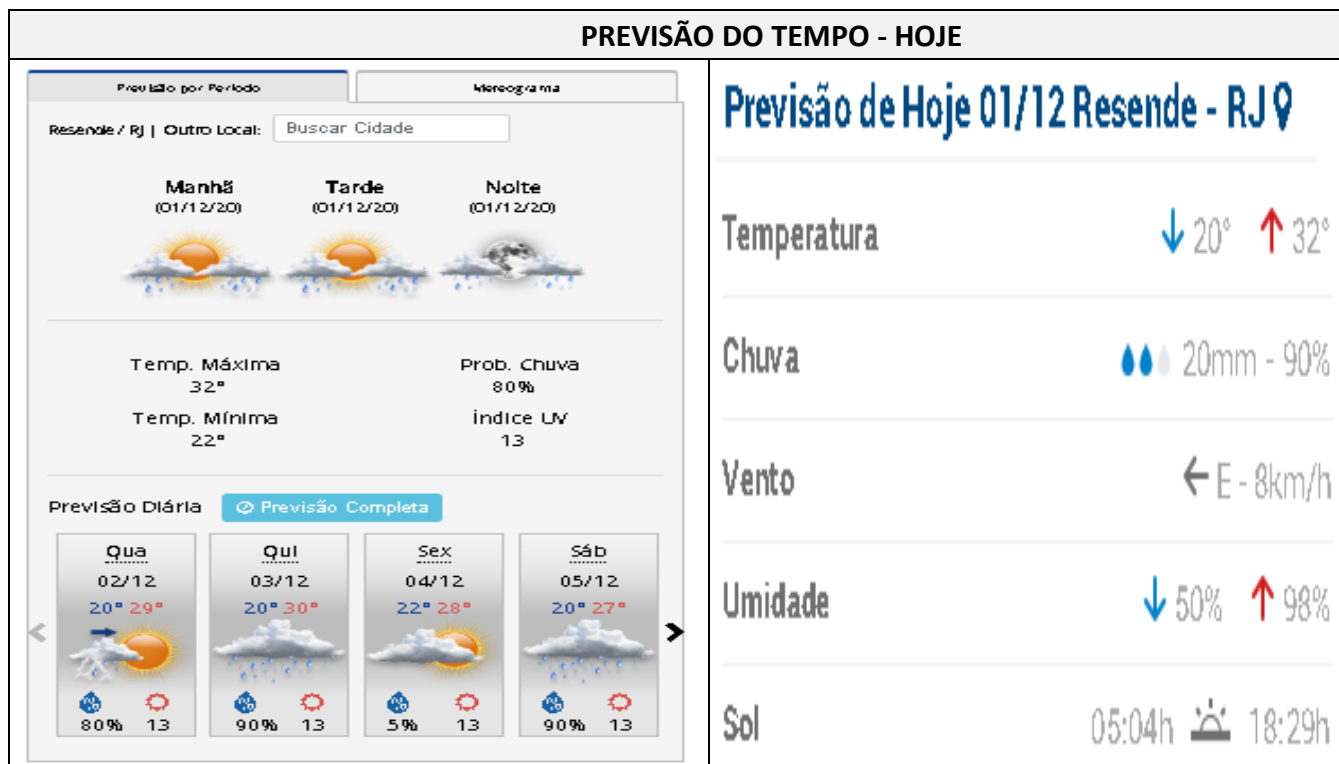 PREVISÃO DO TEMPO - HOJE
Previsão por Período
Meteograma
Resende / RJ | Outro Local: Buscar Cidade
Manhã Tarde Noite
(01/12/20) (01/12/20) (01/12/20)
Temp. Máxima Prob. Chuva
32° 80%
Temp. Mínima Índice UV
22° 13
Previsão Diária Previsão Completa
Qua Qui Sex Sáb
02/12 03/12 04/12 05/12
20° 29° 20° 30° 22° 28° 20° 27°
80% 13 90% 13 5% 13 90% 13
Previsão de Hoje 01/12 Resende - RJ
Temperatura 20° 32°
Chuva 20mm - 90%
Vento E - 8km/h
Umidade 50% 98%
Sol 05:04h 18:29h